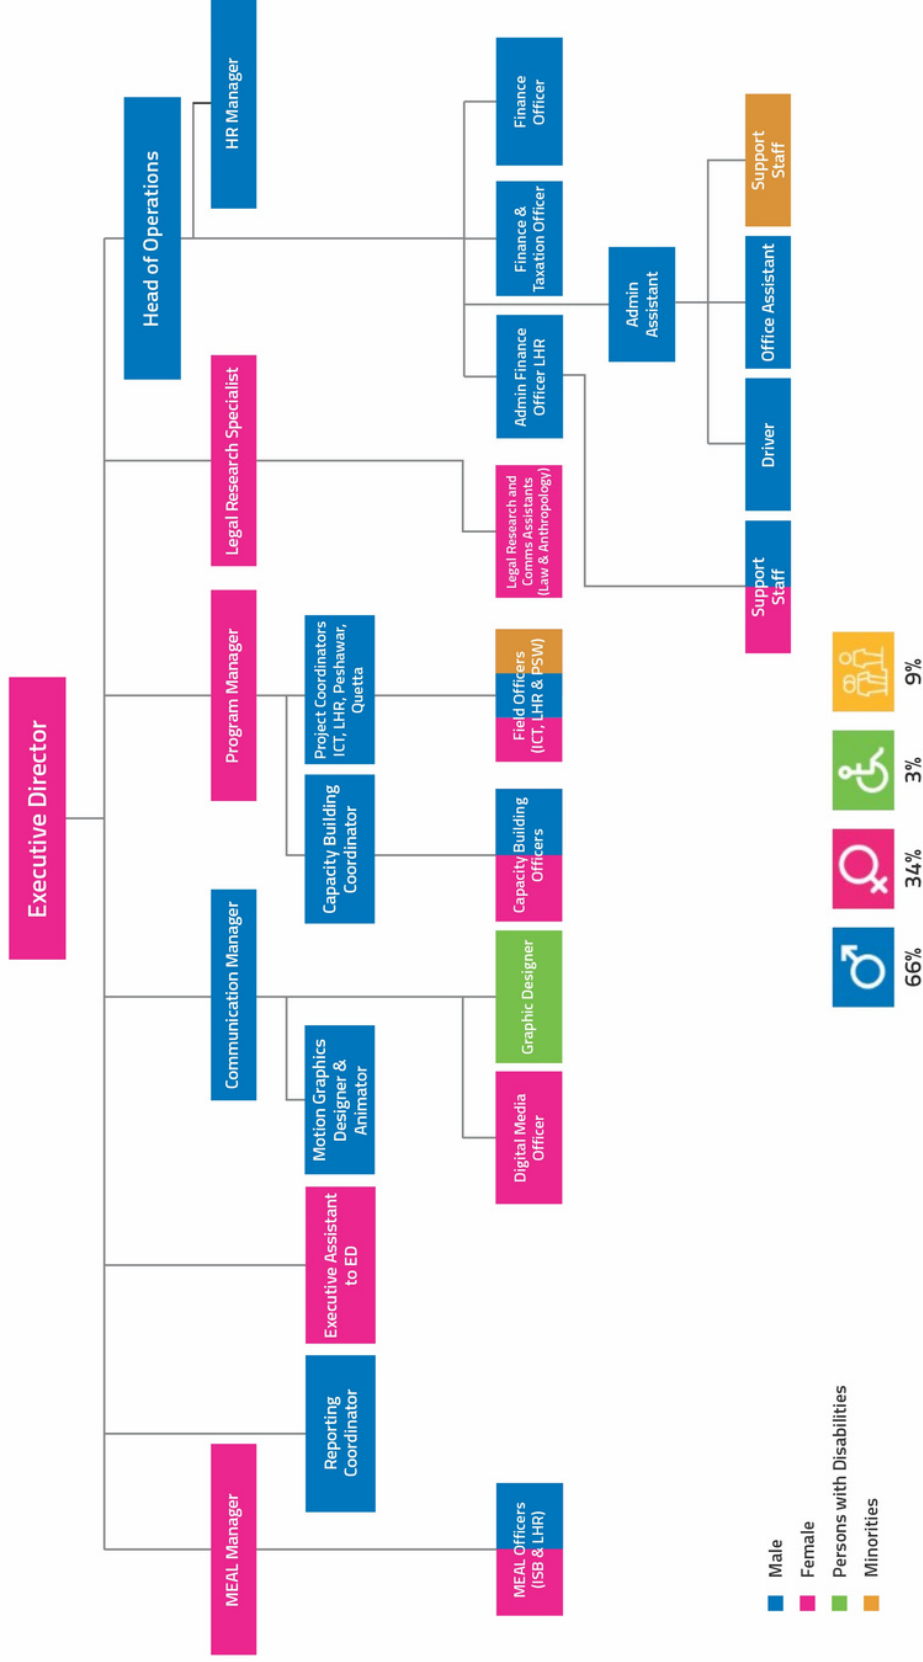 Executive Director
Head of Operations
MEAL Manager
Communication Manager
Program Manager
Legal Research Specialist
HR Manager
Reporting
Coordinator
Executive Assistant
to ED
Motion Graphics
Designer &
Animator
Capacity Building
Coordinator
Project Coordinators
ICT, LHR, Peshawar,
Quetta
MEAL Officers
(ISB & LHR)
Digital Media
Officer
Graphic Designer
Capacity Building
Officers
Field Officers
(ICT, LHR & PSW)
Legal Research and
Comms Assistants
(Law & Anthropology)
Admin Finance
Officer LHR
Finance &
Taxation Officer
Finance
Officer
Admin
Assistant
Support
Staff
Driver
Office Assistant
Support
Staff
Male
Female
Persons with Disabilities
Minorities
66%
34%
3%
9%